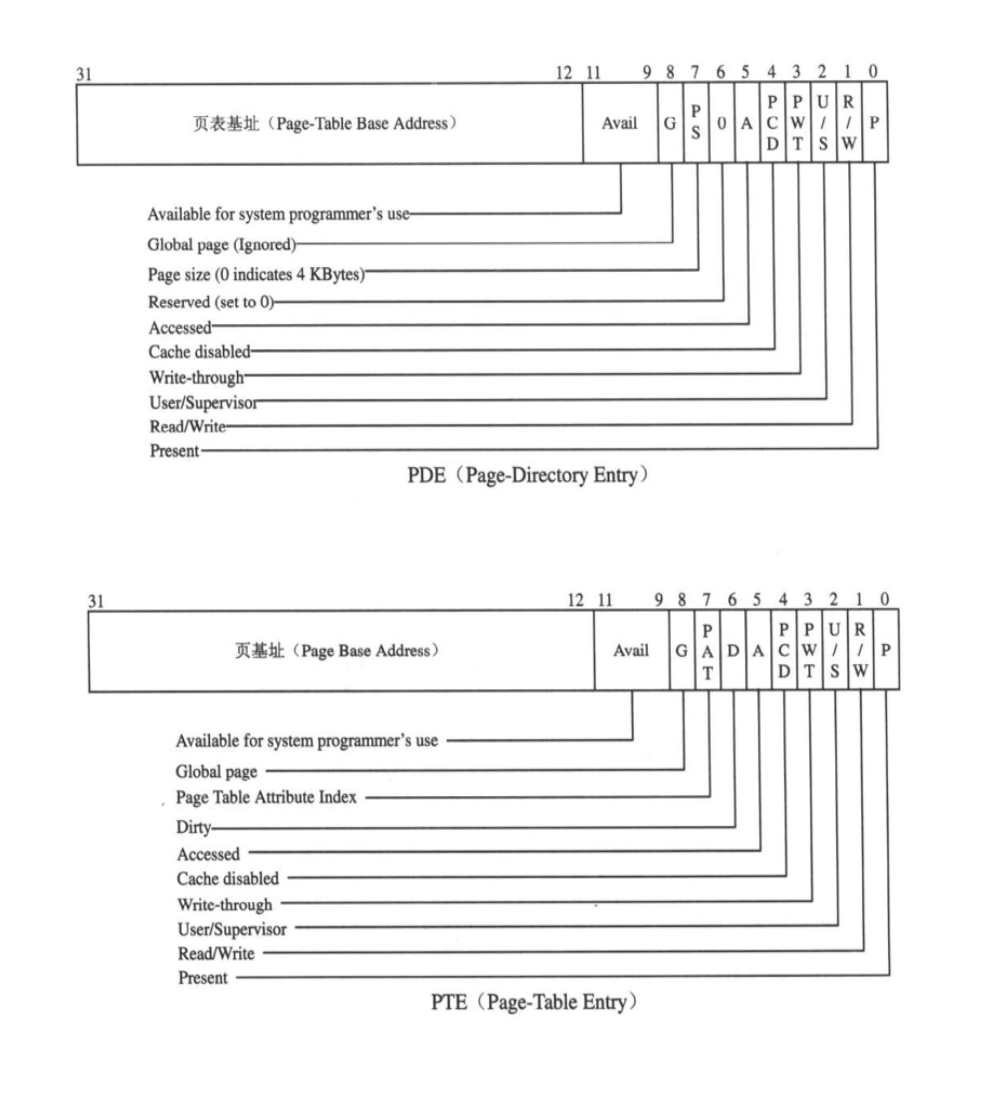 31 12 11 9 8 7 6 5 4 3 2 1 0
页表基址（Page-Table Base Address） Avail G PS 0 A PCD PWT U/S R/W P
Available for system programmer's use
Global page (Ignored)
Page size (0 indicates 4 KBytes)
Reserved (set to 0)
Accessed
Cache disabled
Write-through
User/Supervisor
Read/Write
Present
PDE（Page-Directory Entry）
31 12 11 9 8 7 6 5 4 3 2 1 0
页基址（Page Base Address） Avail G PAT D A PCD PWT U/S R/W P
Available for system programmer's use
Global page
Page Table Attribute Index
Dirty
Accessed
Cache disabled
Write-through
User/Supervisor
Read/Write
Present
PTE（Page-Table Entry）